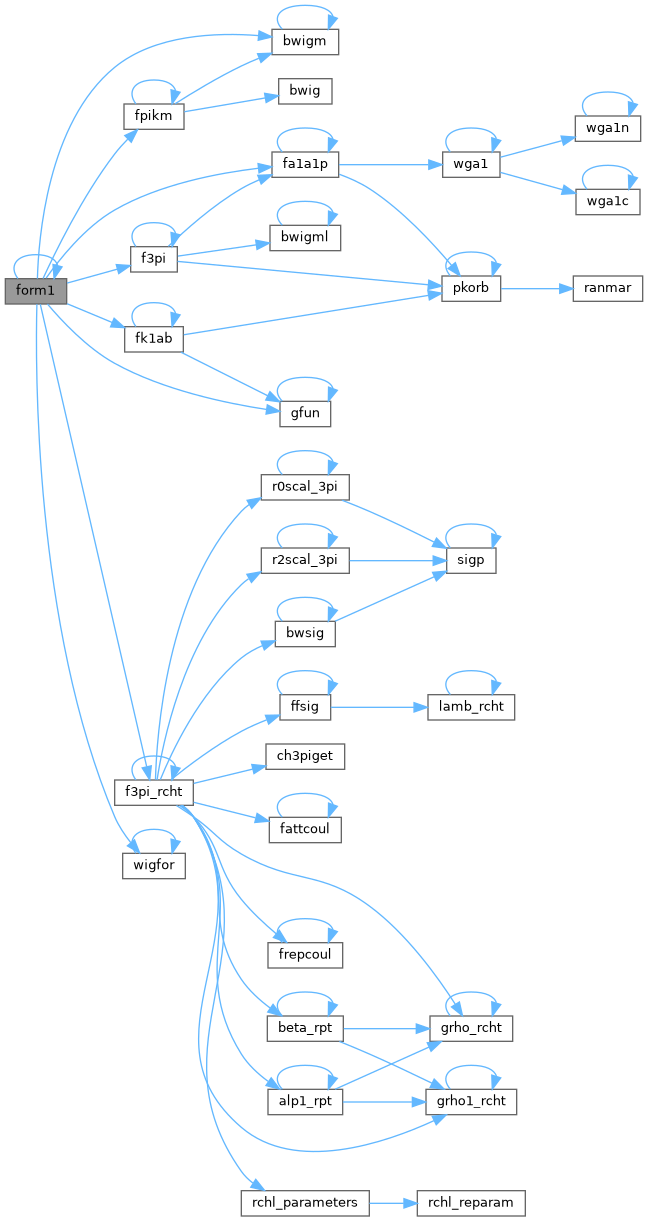 bwigm
bwig
fpikm
wga1n
fa1a1p
wga1
wga1c
bwigml
f3pi
form1
pkorb
ranmar
fk1ab
gfun
r0scal_3pi
r2scal_3pi
sigp
bwsig
ffsig
lamb_rcht
ch3piget
f3pi_rcht
fattcoul
wigfor
frepcoul
beta_rpt
grho_rcht
alp1_rpt
grho1_rcht
rchl_parameters
rchl_reparam